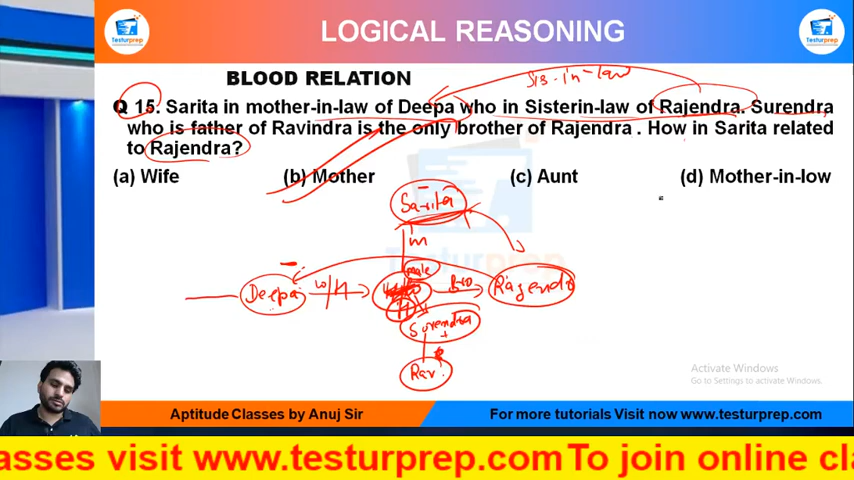 LOGICAL REASONING
Testurprep
Testurprep
BLOOD RELATION
Sis-in-law
Q 15. Sarita in mother-in-law of Deepa who in Sisterin-law of Rajendra. Surendra
who is father of Ravindra is the only brother of Rajendra . How in Sarita related
to Rajendra?
(a) Wife
(b) Mother
(c) Aunt
(d) Mother-in-low
Sarita
m
male
Deepa
W/H
Bro
Rajendra
Surendra
+
Rav.
Testurprep
Activate Windows
Go to Settings to activate Windows.
Aptitude Classes by Anuj Sir
For more tutorials Visit now www.testurprep.com
asses visit www.testurprep.com To join online cla